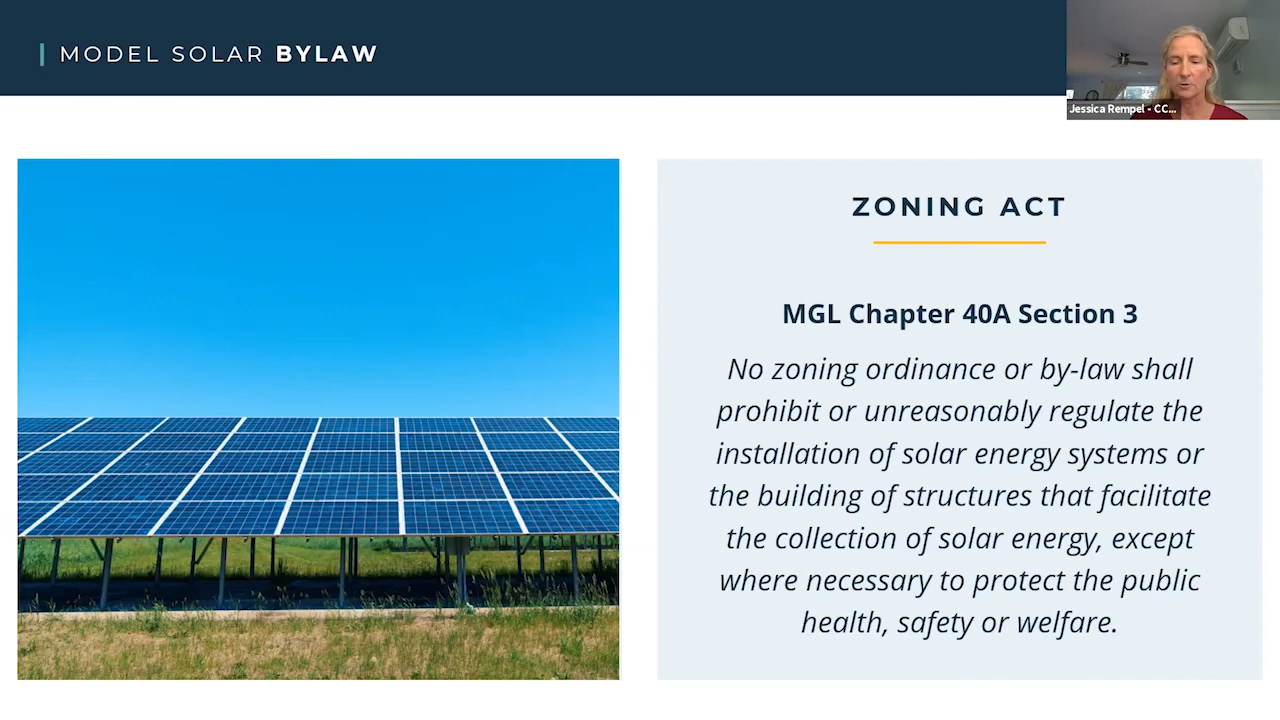 MODEL SOLAR BYLAW
Jessica Rempel - CC...
ZONING ACT
MGL Chapter 40A Section 3
No zoning ordinance or by-law shall
prohibit or unreasonably regulate the
installation of solar energy systems or
the building of structures that facilitate
the collection of solar energy, except
where necessary to protect the public
health, safety or welfare.